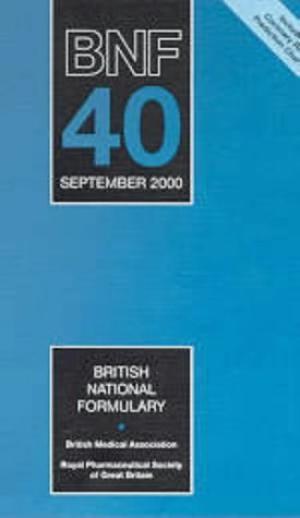 BNF
40
SEPTEMBER 2000
BRITISH
NATIONAL
FORMULARY
British Medical Association
Royal Pharmaceutical Society
of Great Britain